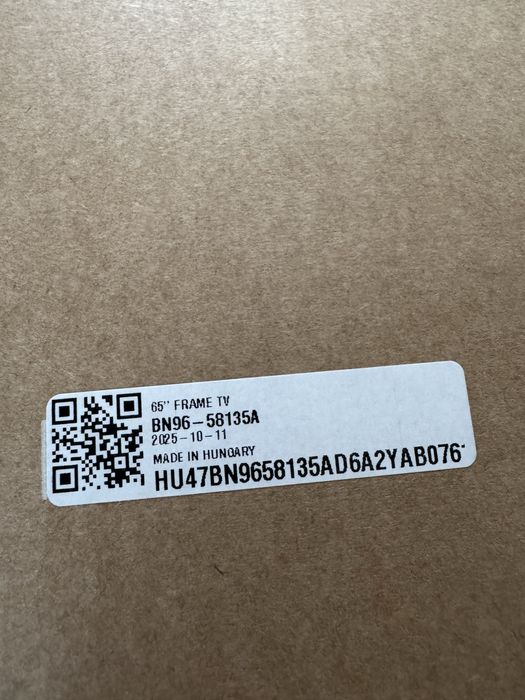 65" FRAME TV
BN96-58135A
2025-10-11
MADE IN HUNGARY
HU47BN9658135AD6A2YAB076